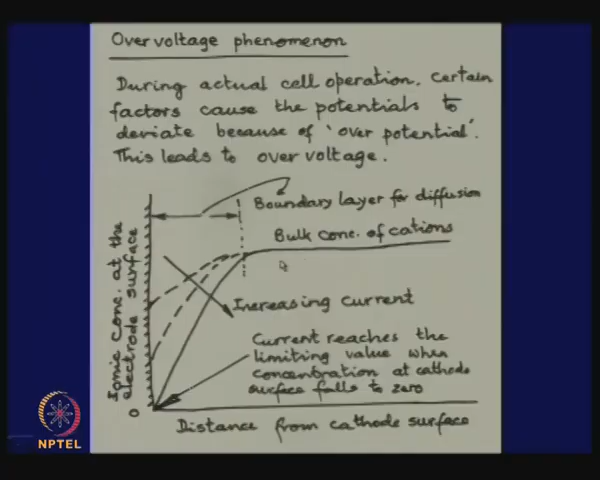 Over voltage phenomenon
During actual cell operation. Certain
factors cause the potentials to
deviate because of 'over potential'.
This leads to over voltage.
Boundary layer for diffusion
Bulk conc. of cations
Ionic conc. at the
electrode surface
Increasing current
Current reaches the
limiting value when
concentration at cathode
surface falls to zero
0
Distance from cathode surface
NPTEL